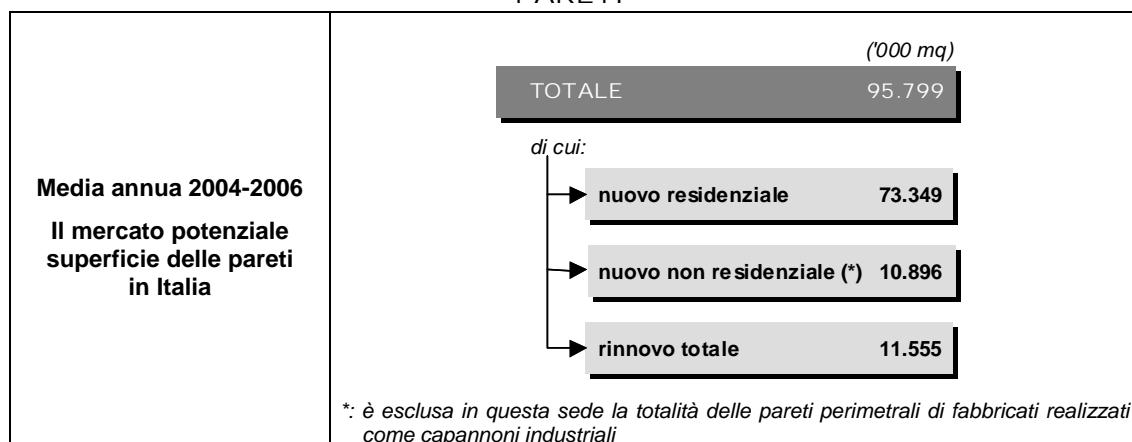 PARETI
('000 mq)
TOTALE 95.799
di cui:
Media annua 2004-2006
Il mercato potenziale
superficie delle pareti
in Italia
nuovo residenziale 73.349
nuovo non residenziale (*) 10.896
rinnovo totale 11.555
*: è esclusa in questa sede la totalità delle pareti perimetrali di fabbricati realizzati
come capannoni industriali